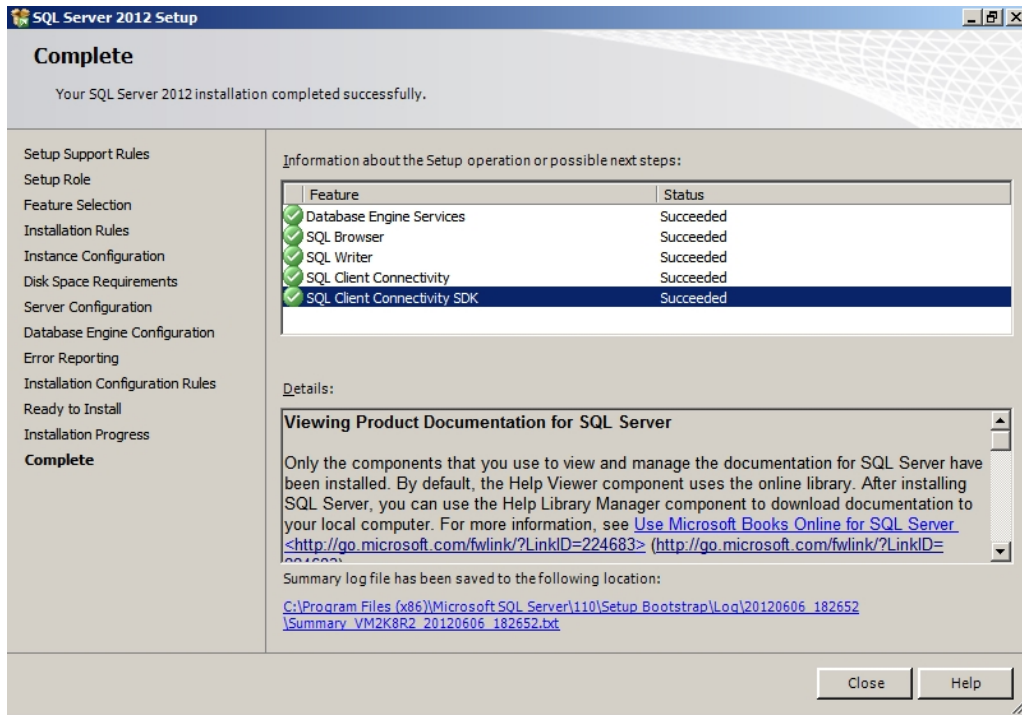 SQL Server 2012 Setup
Complete
Your SQL Server 2012 installation completed successfully.
Setup Support Rules
Setup Role
Feature Selection
Installation Rules
Instance Configuration
Disk Space Requirements
Server Configuration
Database Engine Configuration
Error Reporting
Installation Configuration Rules
Ready to Install
Installation Progress
Complete
Information about the Setup operation or possible next steps:
Feature Status
Database Engine Services Succeeded
SQL Browser Succeeded
SQL Writer Succeeded
SQL Client Connectivity Succeeded
SQL Client Connectivity SDK Succeeded
Details:
Viewing Product Documentation for SQL Server
Only the components that you use to view and manage the documentation for SQL Server have
been installed. By default, the Help Viewer component uses the online library. After installing
SQL Server, you can use the Help Library Manager component to download documentation to
your local computer. For more information, see Use Microsoft Books Online for SQL Server
<http://go.microsoft.com/fwlink/?LinkID=224683> (http://go.microsoft.com/fwlink/?LinkID=
Summary log file has been saved to the following location:
C:\Program Files (x86)\Microsoft SQL Server\110\Setup Bootstrap\Log\20120606_182652
\Summary_VM2K8R2_20120606_182652.txt
Close Help